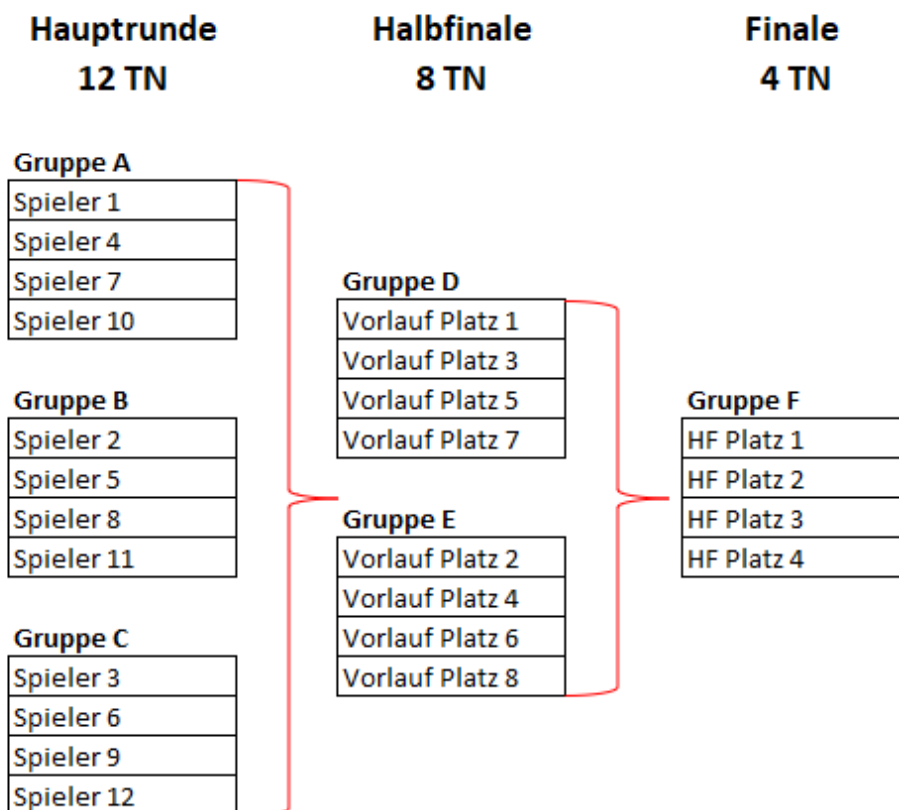 Hauptrunde
12 TN
Halbfinale
8 TN
Finale
4 TN
Gruppe A
Spieler 1
Spieler 4
Spieler 7
Spieler 10
Gruppe B
Spieler 2
Spieler 5
Spieler 8
Spieler 11
Gruppe C
Spieler 3
Spieler 6
Spieler 9
Spieler 12
Gruppe D
Vorlauf Platz 1
Vorlauf Platz 3
Vorlauf Platz 5
Vorlauf Platz 7
Gruppe E
Vorlauf Platz 2
Vorlauf Platz 4
Vorlauf Platz 6
Vorlauf Platz 8
Gruppe F
HF Platz 1
HF Platz 2
HF Platz 3
HF Platz 4